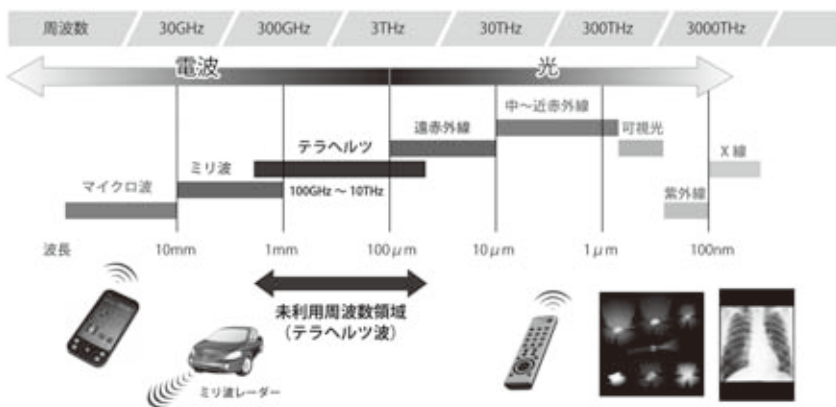 周波数 30GHz 300GHz 3THz 30THz 300THz 3000THz
電波 光
中～近赤外線
遠赤外線 可視光
テラヘルツ X線
ミリ波
マイクロ波 100GHz ～ 10THz 紫外線
波長 10mm 1mm 100μm 10μm 1μm 100nm
未利用周波数領域
（テラヘルツ波）
ミリ波レーダー